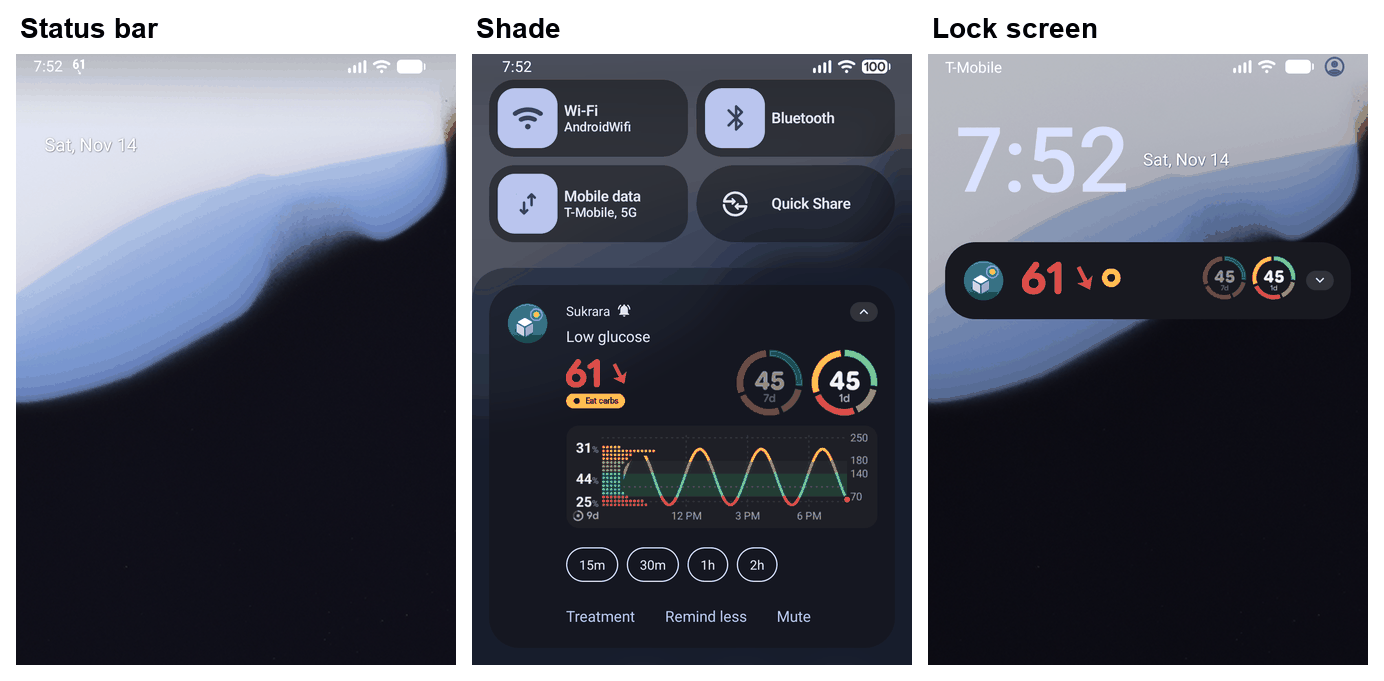 Status bar
7:52 61
Sat, Nov 14
Shade
7:52 100
Wi-Fi
AndroidWifi
Bluetooth
Mobile data
T-Mobile, 5G
Quick Share
Sukrara
Low glucose
61
Eat carbs
45
7d
45
1d
31%
44%
25%
9d
250
180
140
70
12 PM 3 PM 6 PM
15m 30m 1h 2h
Treatment Remind less Mute
Lock screen
T-Mobile
7:52 Sat, Nov 14
61
45
7d
45
1d